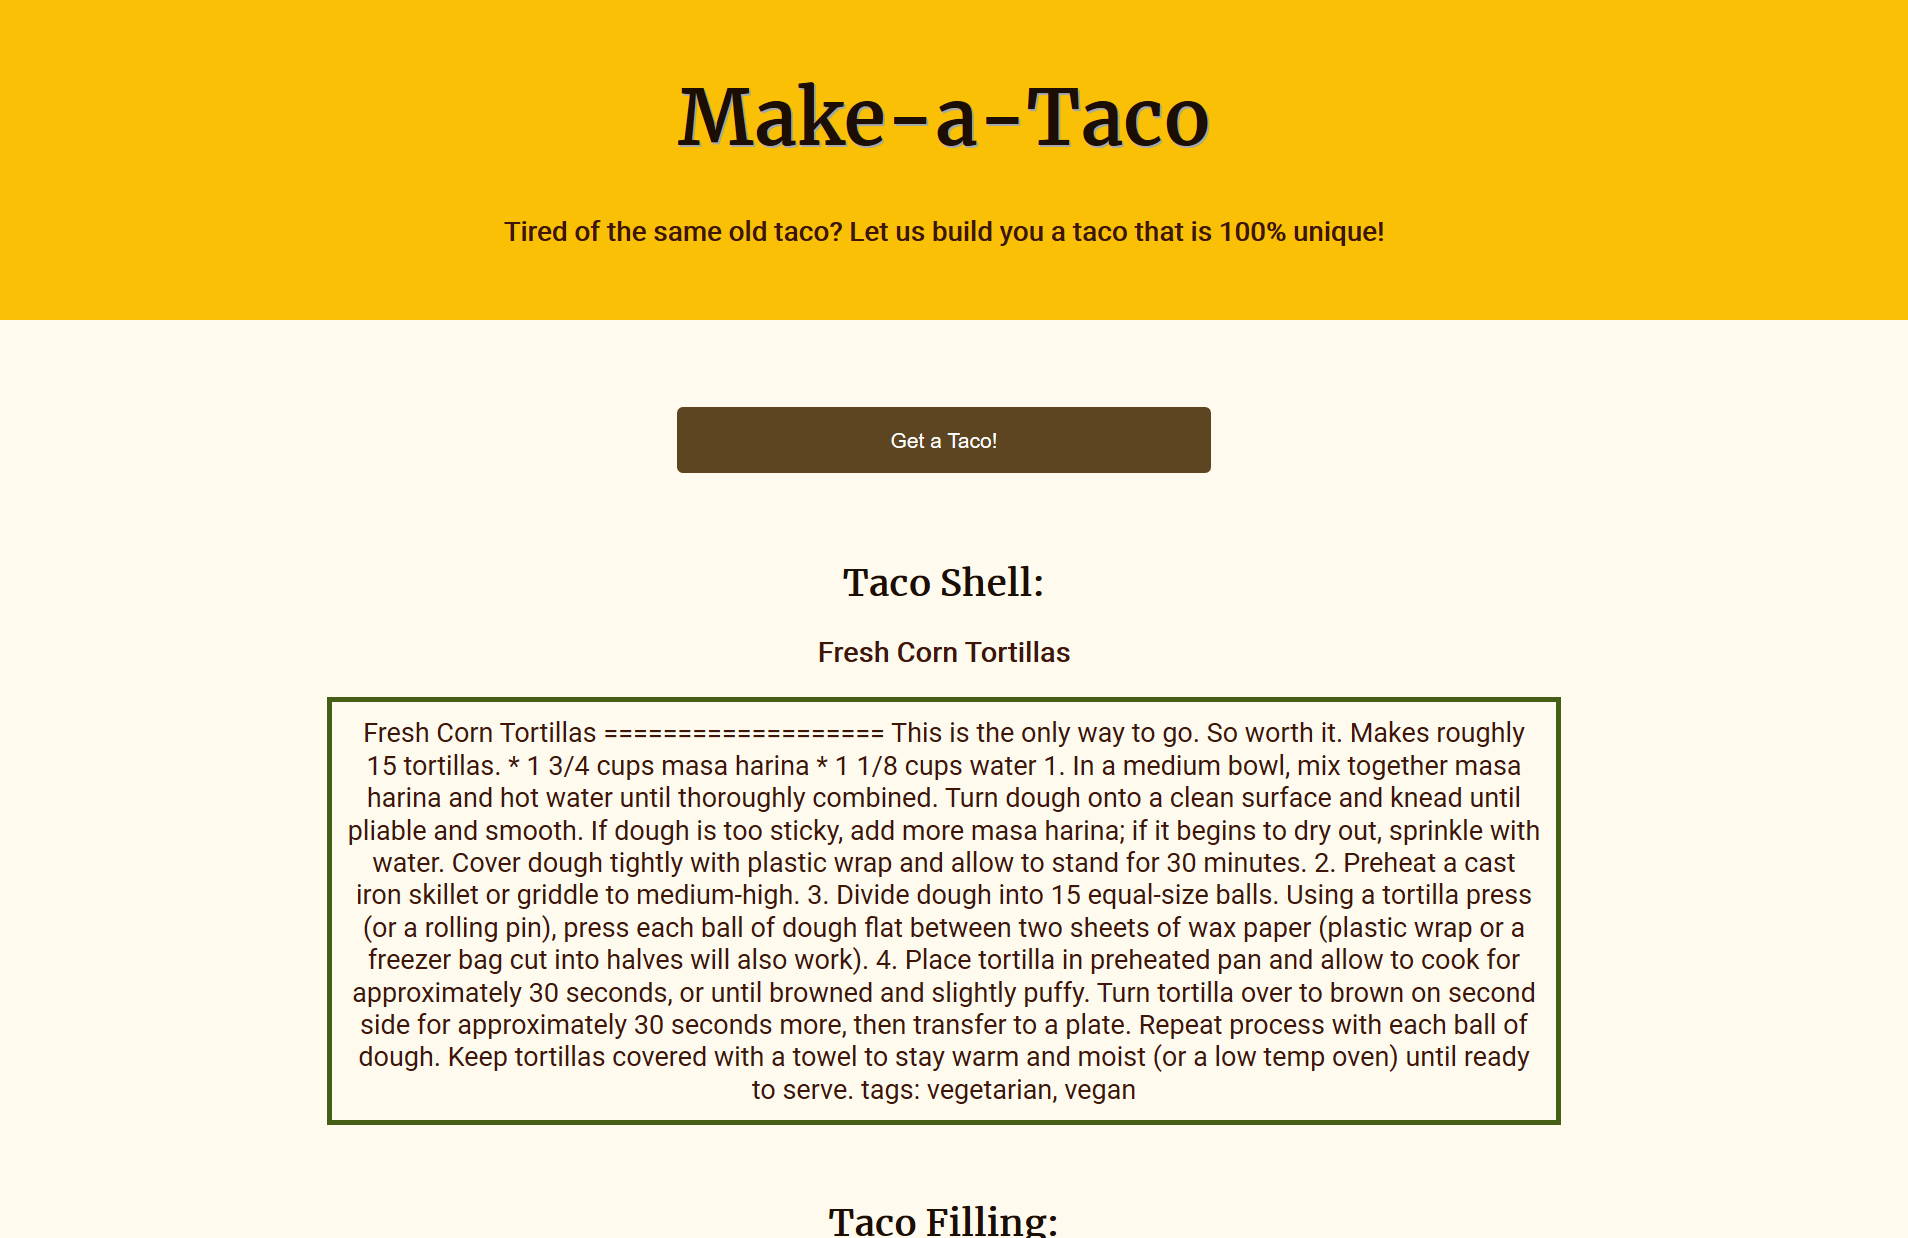 Make-a-Taco
Tired of the same old taco? Let us build you a taco that is 100% unique!
Get a Taco!
Taco Shell:
Fresh Corn Tortillas
Fresh Corn Tortillas =================== This is the only way to go. So worth it. Makes roughly
15 tortillas. * 1 3/4 cups masa harina * 1 1/8 cups water 1. In a medium bowl, mix together masa
harina and hot water until thoroughly combined. Turn dough onto a clean surface and knead until
pliable and smooth. If dough is too sticky, add more masa harina; if it begins to dry out, sprinkle with
water. Cover dough tightly with plastic wrap and allow to stand for 30 minutes. 2. Preheat a cast
iron skillet or griddle to medium-high. 3. Divide dough into 15 equal-size balls. Using a tortilla press
(or a rolling pin), press each ball of dough flat between two sheets of wax paper (plastic wrap or a
freezer bag cut into halves will also work). 4. Place tortilla in preheated pan and allow to cook for
approximately 30 seconds, or until browned and slightly puffy. Turn tortilla over to brown on second
side for approximately 30 seconds more, then transfer to a plate. Repeat process with each ball of
dough. Keep tortillas covered with a towel to stay warm and moist (or a low temp oven) until ready
to serve. tags: vegetarian, vegan
Taco Filling: